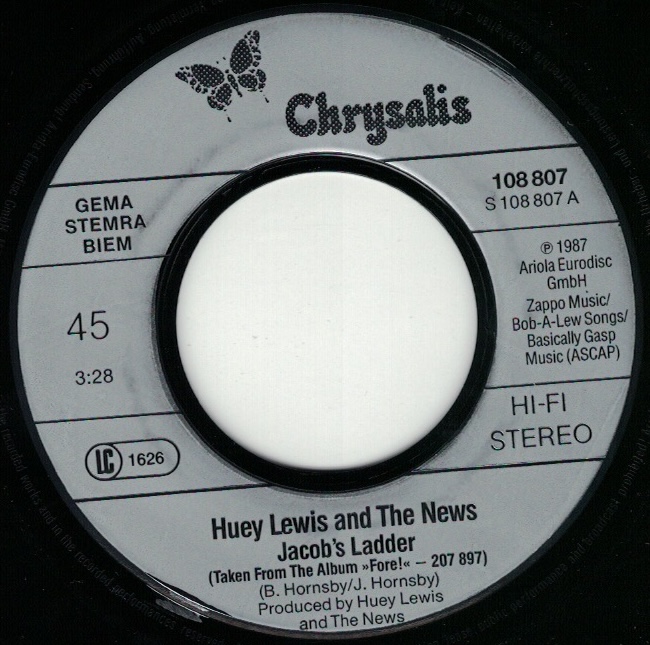 Chrysalis
GEMA
STEMRA
BIEM
108 807
S 108 807 A
℗ 1987
Ariola Eurodisc
GmbH
Zappo Music/
Bob-A-Lew Songs/
Basically Gasp
Music (ASCAP)
45
3:28
LC 1626
HI-FI
STEREO
Huey Lewis and The News
Jacob's Ladder
(Taken From The Album »Fore!« – 207 897)
(B. Hornsby/J. Hornsby)
Produced by Huey Lewis
and The News